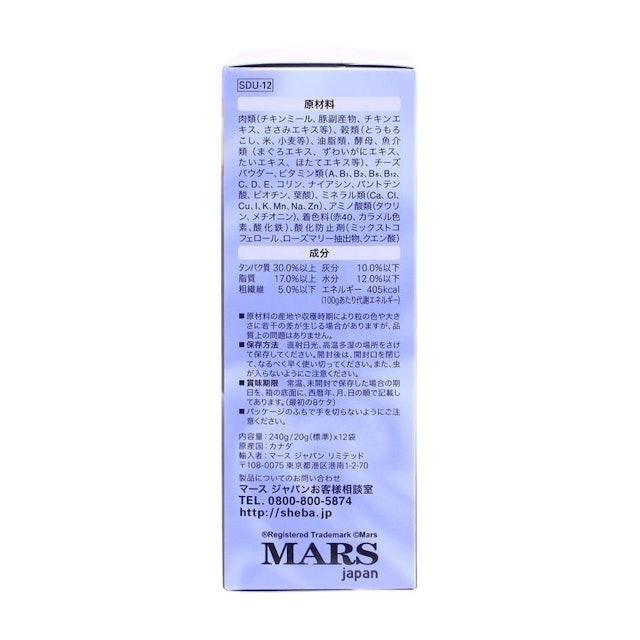 SDU-12
原材料
肉類(チキンミール、豚副産物、チキンエ
キス、ささみエキス等)、穀類(とうもろ
こし、米、小麦等)、油脂類、酵母、魚介
類(まぐろエキス、ずわいがにエキス、
たいエキス、ほたてエキス等)、チーズ
パウダー、ビタミン類(A、B1、B2、B6、B12、
C、D、E、コリン、ナイアシン、パントテン
酸、ビオチン、葉酸)、ミネラル類(Ca、Cl、
Cu、I、K、Mn、Na、Zn)、アミノ酸類(タウリ
ン、メチオニン)、着色料(赤40、カラメル色
素、酸化鉄)、酸化防止剤(ミックストコ
フェロール、ローズマリー抽出物、クエン酸)
成分
タンパク質 30.0%以上 灰分 10.0%以下
脂質 17.0%以上 水分 12.0%以下
粗繊維 5.0%以下 エネルギー 405kcal
(100gあたり代謝エネルギー)
■原材料の産地や収穫時期により粒の色や大き
さに若干の差が生じる場合がありますが、品
質上の問題はありません。
■保存方法 直射日光、高温多湿の場所をさけ
て保存してください。開封後は、開封口を閉じ
て、なるべく早く使い切ってください。また、虫
が入らないようにご注意ください。
■賞味期限 常温、未開封で保存した場合の期
日を、箱の底面に、西暦年、月、日の順で記載し
てあります。(最初の8ケタ)
■パッケージのふちで手を切らないようにご注
意ください。
内容量:240g/20g(標準)x12袋
原産国:カナダ
輸入者:マース ジャパン リミテッド
〒108-0075 東京都港区港南1-2-70
製品についてのお問い合わせ
マース ジャパンお客様相談室
TEL. 0800-800-5874
http://sheba.jp
®Registered Trademark ©Mars
MARS
japan